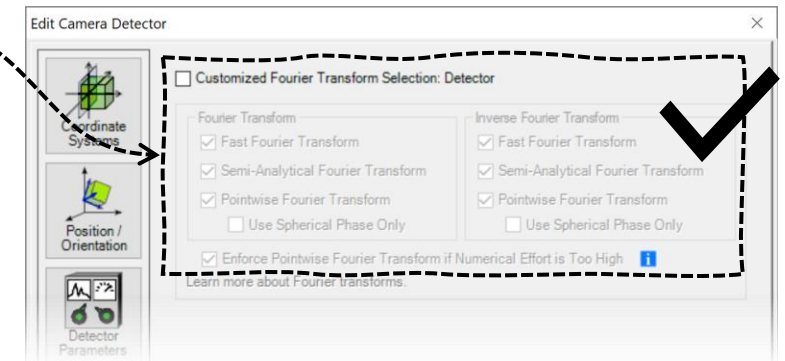 Edit Camera Detector
Customized Fourier Transform Selection: Detector
Coordinate
Systems
Position /
Orientation
Detector
Parameters
Fourier Transform
Fast Fourier Transform
Semi-Analytical Fourier Transform
Pointwise Fourier Transform
Use Spherical Phase Only
Inverse Fourier Transform
Fast Fourier Transform
Semi-Analytical Fourier Transform
Pointwise Fourier Transform
Use Spherical Phase Only
Enforce Pointwise Fourier Transform if Numerical Effort is Too High
Learn more about Fourier transforms.